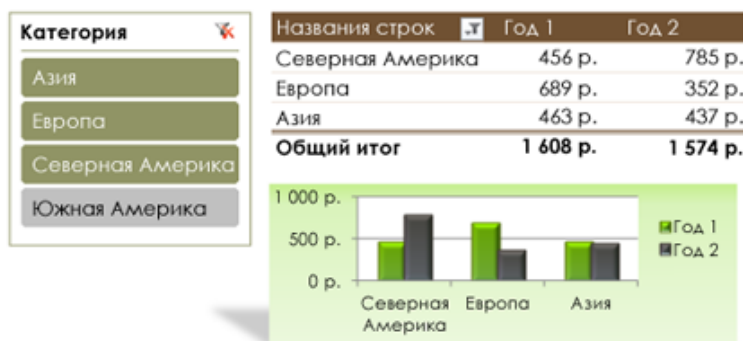 Категория
Азия
Европа
Северная Америка
Южная Америка
Названия строк Год 1 Год 2
Северная Америка 456 р. 785 р.
Европа 689 р. 352 р.
Азия 463 р. 437 р.
Общий итог 1 608 р. 1 574 р.
1 000 р.
500 р.
0 р.
Северная Америка Европа Азия
Год 1
Год 2